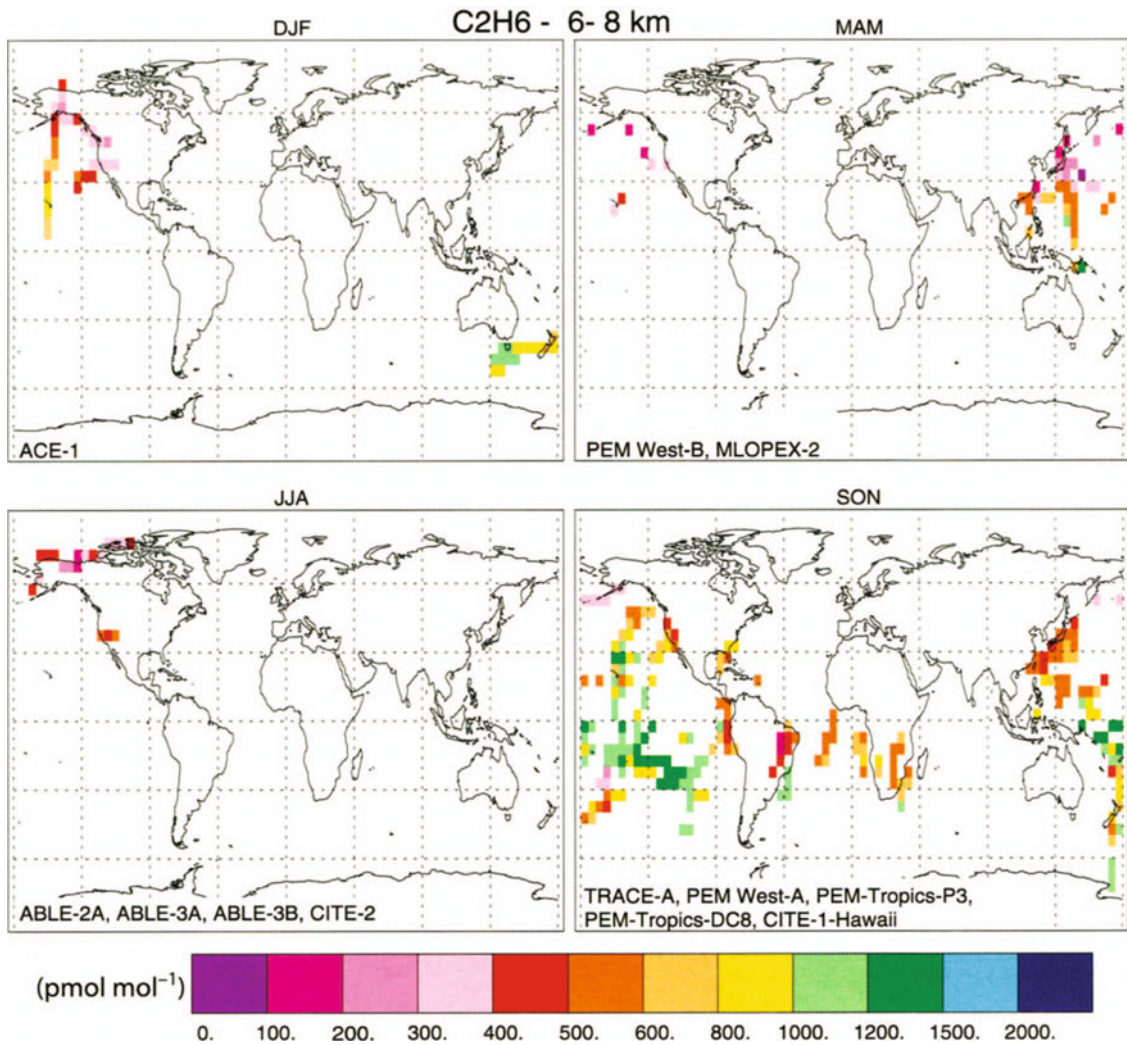 C2H6 - 6- 8 km
DJF
MAM
ACE-1
PEM West-B, MLOPEX-2
JJA
SON
ABLE-2A, ABLE-3A, ABLE-3B, CITE-2
TRACE-A, PEM West-A, PEM-Tropics-P3,
PEM-Tropics-DC8, CITE-1-Hawaii
(pmol mol⁻¹)
0. 100. 200. 300. 400. 500. 600. 800. 1000. 1200. 1500. 2000.